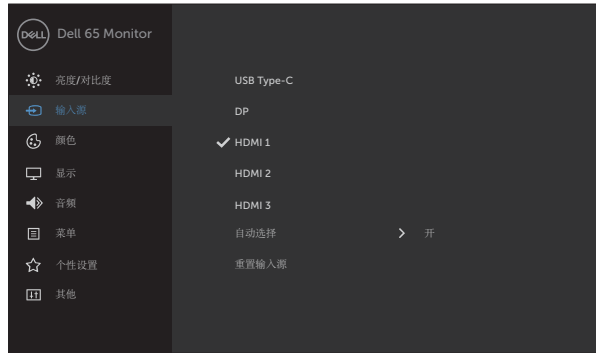 DELL Dell 65 Monitor
亮度/对比度
输入源
颜色
显示
音频
菜单
个性设置
其他
USB Type-C
DP
HDMI 1
HDMI 2
HDMI 3
自动选择 开
重置输入源